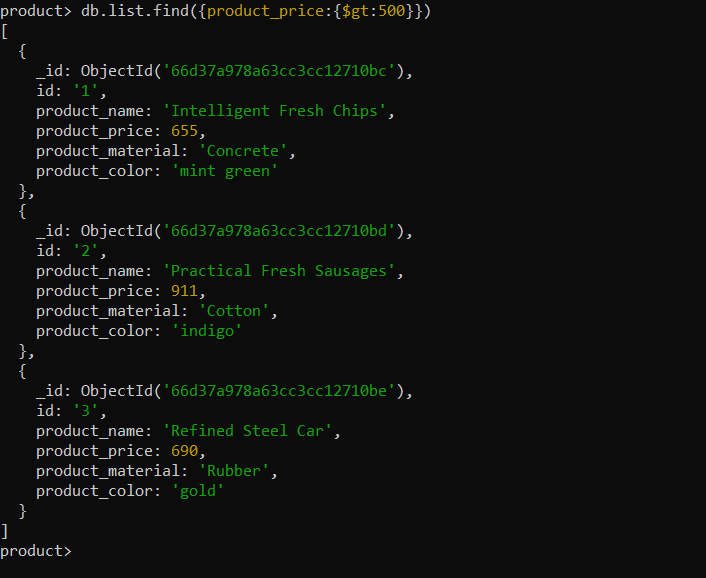 product> db.list.find({product_price:{$gt:500}})
[
  {
    _id: ObjectId('66d37a978a63cc3cc12710bc'),
    id: '1',
    product_name: 'Intelligent Fresh Chips',
    product_price: 655,
    product_material: 'Concrete',
    product_color: 'mint green'
  },
  {
    _id: ObjectId('66d37a978a63cc3cc12710bd'),
    id: '2',
    product_name: 'Practical Fresh Sausages',
    product_price: 911,
    product_material: 'Cotton',
    product_color: 'indigo'
  },
  {
    _id: ObjectId('66d37a978a63cc3cc12710be'),
    id: '3',
    product_name: 'Refined Steel Car',
    product_price: 690,
    product_material: 'Rubber',
    product_color: 'gold'
  }
]
product>